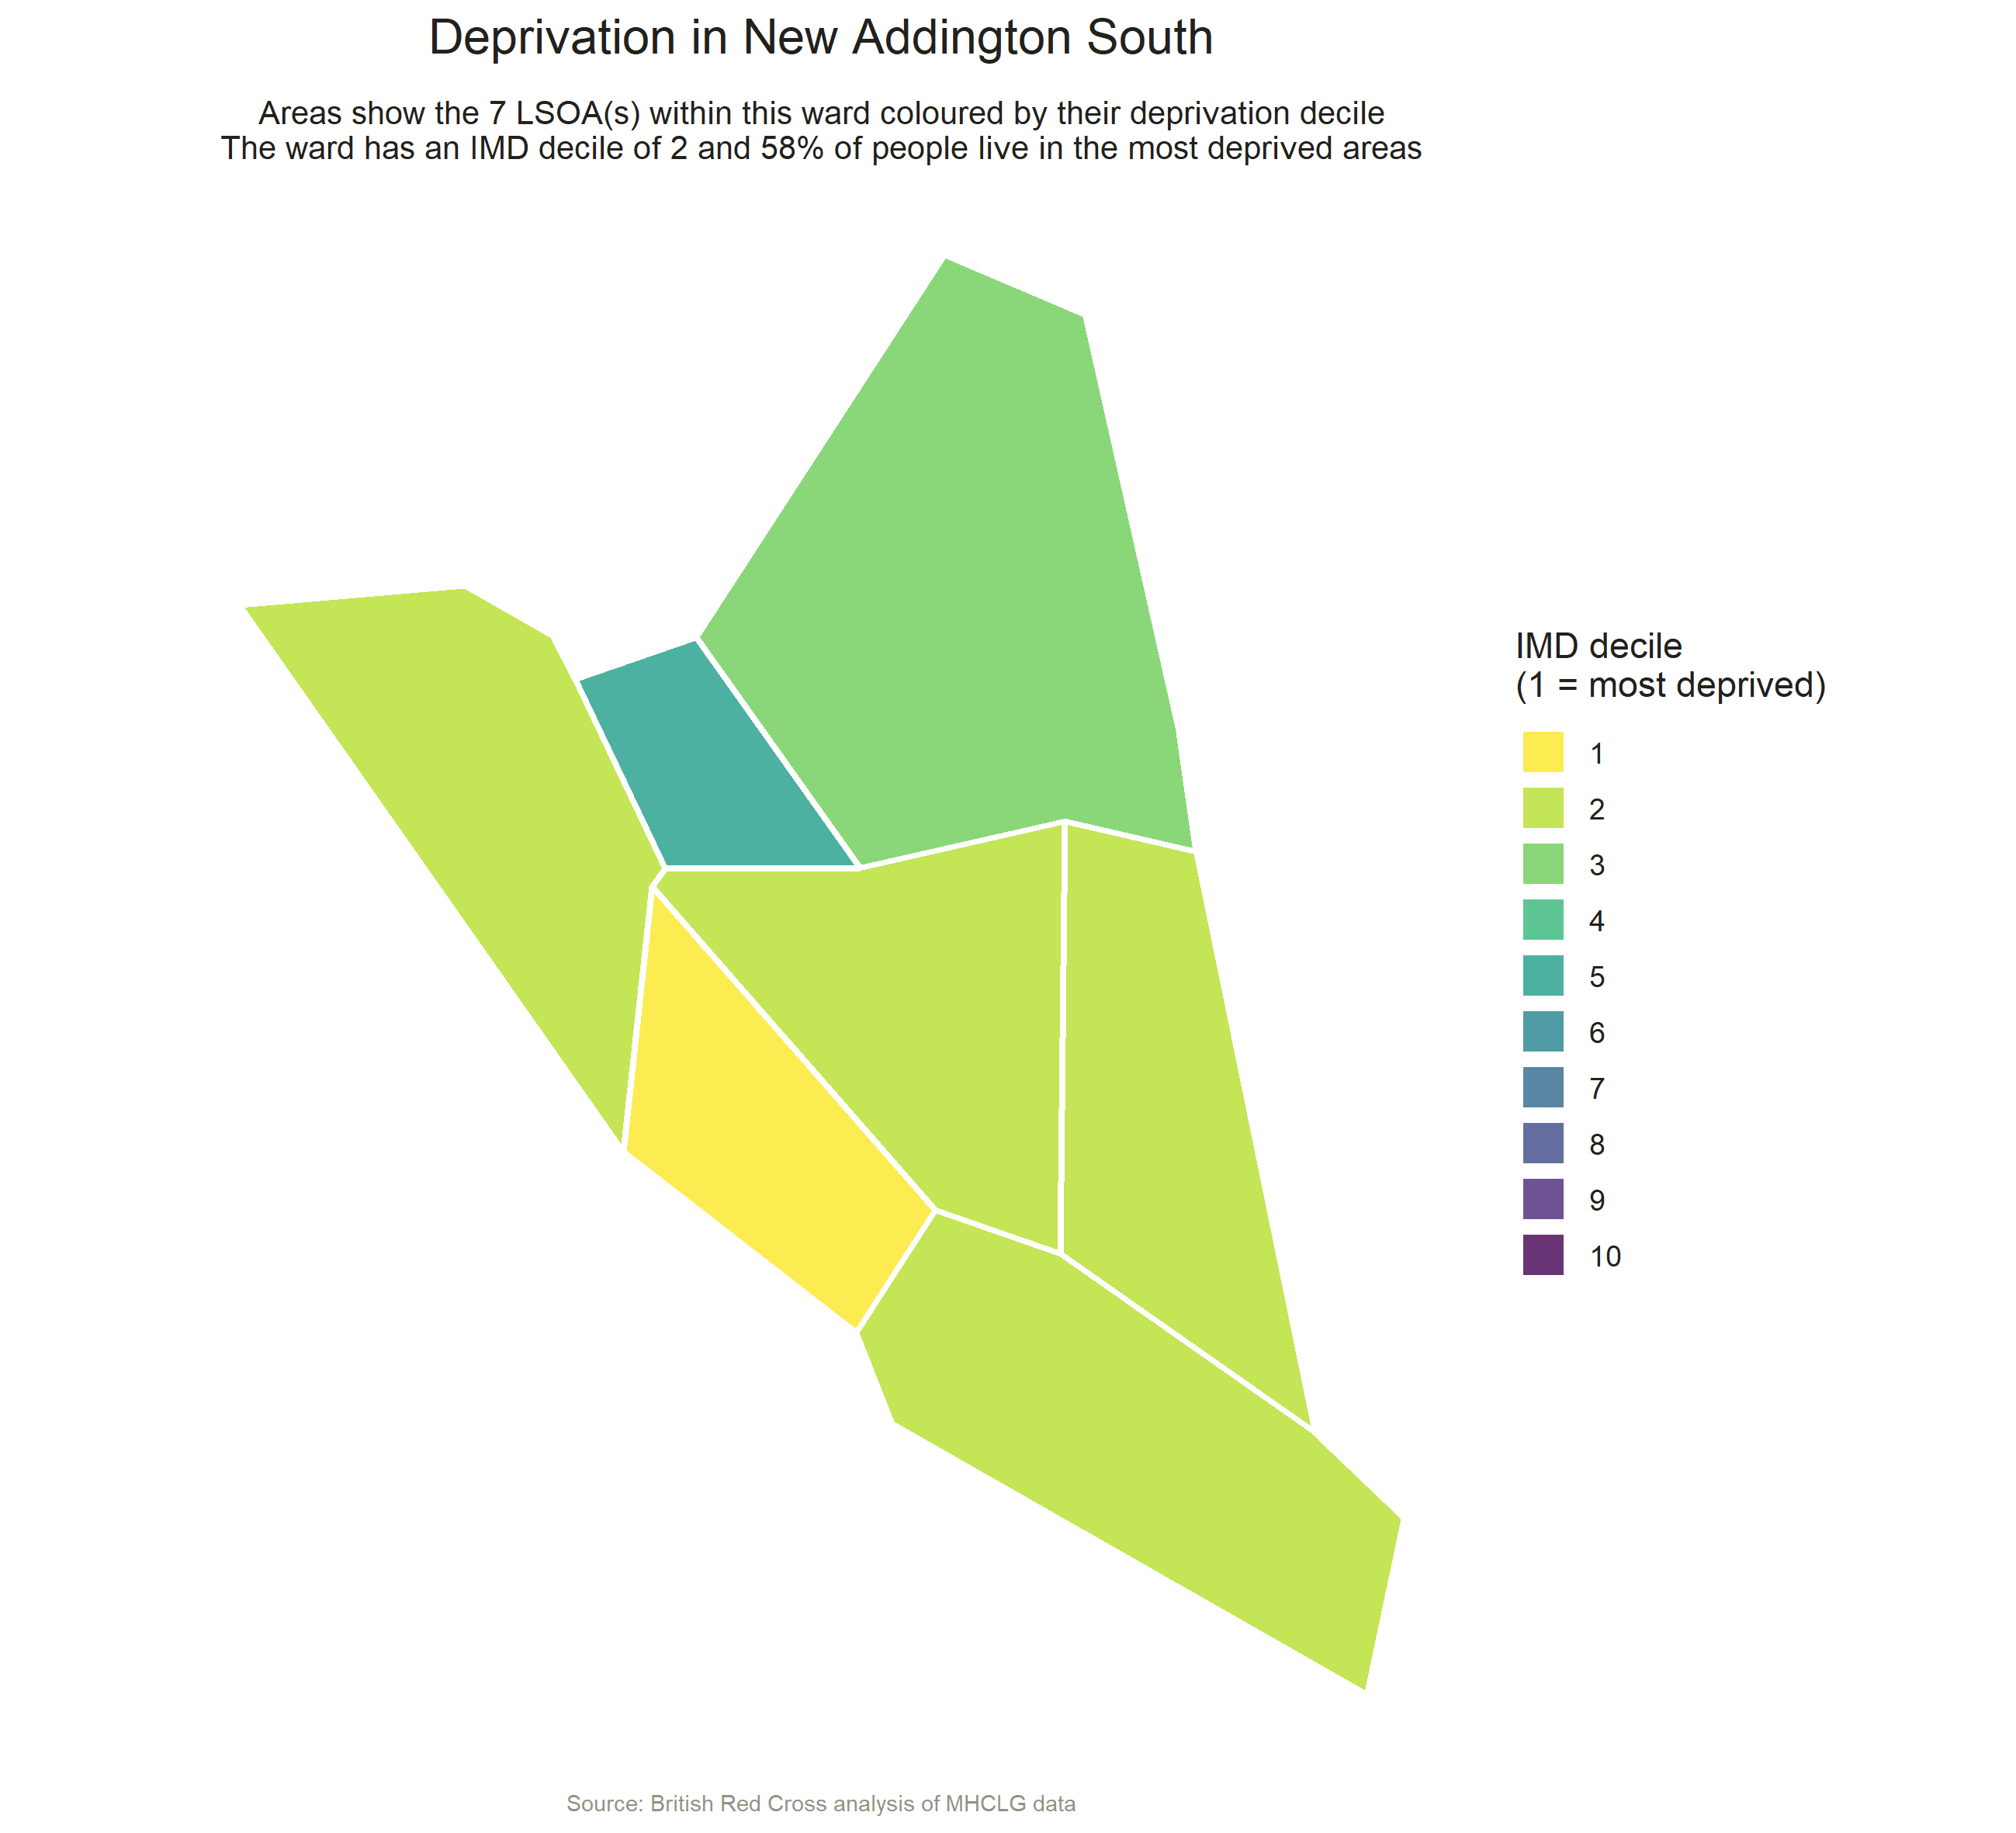 Deprivation in New Addington South
Areas show the 7 LSOA(s) within this ward coloured by their deprivation decile
The ward has an IMD decile of 2 and 58% of people live in the most deprived areas
IMD decile
(1 = most deprived)
1
2
3
4
5
6
7
8
9
10
Source: British Red Cross analysis of MHCLG data